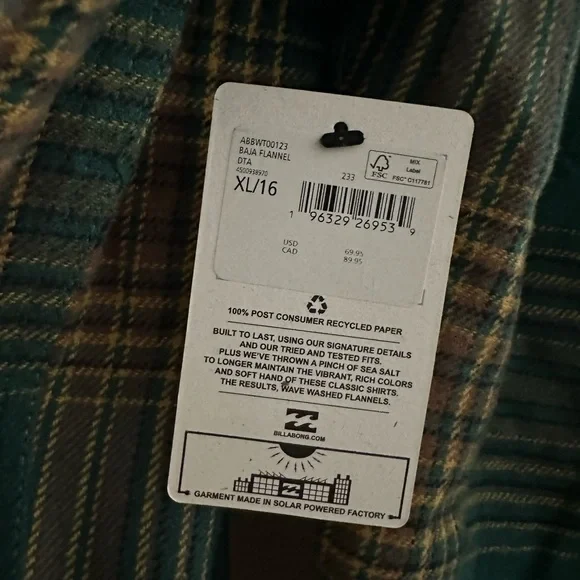 ABBWT00123
BAJA FLANNEL
DTA
4500938970
XL/16
233
FSC
MIX
Label
FSC™ C117781
1 96329 26953 9
USD 69.95
CAD 89.95
100% POST CONSUMER RECYCLED PAPER
BUILT TO LAST, USING OUR SIGNATURE DETAILS
AND OUR TRIED AND TESTED FITS.
PLUS WE'VE THROWN A PINCH OF SEA SALT
TO LONGER MAINTAIN THE VIBRANT, RICH COLORS
AND SOFT HAND OF THESE CLASSIC SHIRTS.
THE RESULTS, WAVE WASHED FLANNELS.
BILLABONG.COM
GARMENT MADE IN SOLAR POWERED FACTORY